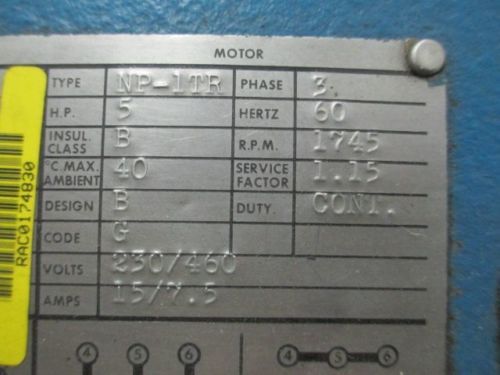 MOTOR
TYPE NP-1TR PHASE 3.
H.P. 5 HERTZ 60
INSUL. CLASS B R.P.M. 1745
°C. MAX. AMBIENT 40 SERVICE FACTOR 1.15
DESIGN B DUTY. CONT.
CODE G
VOLTS 230/460
AMPS 15/7.5
4 5 6 4 5 6
RAC0174830